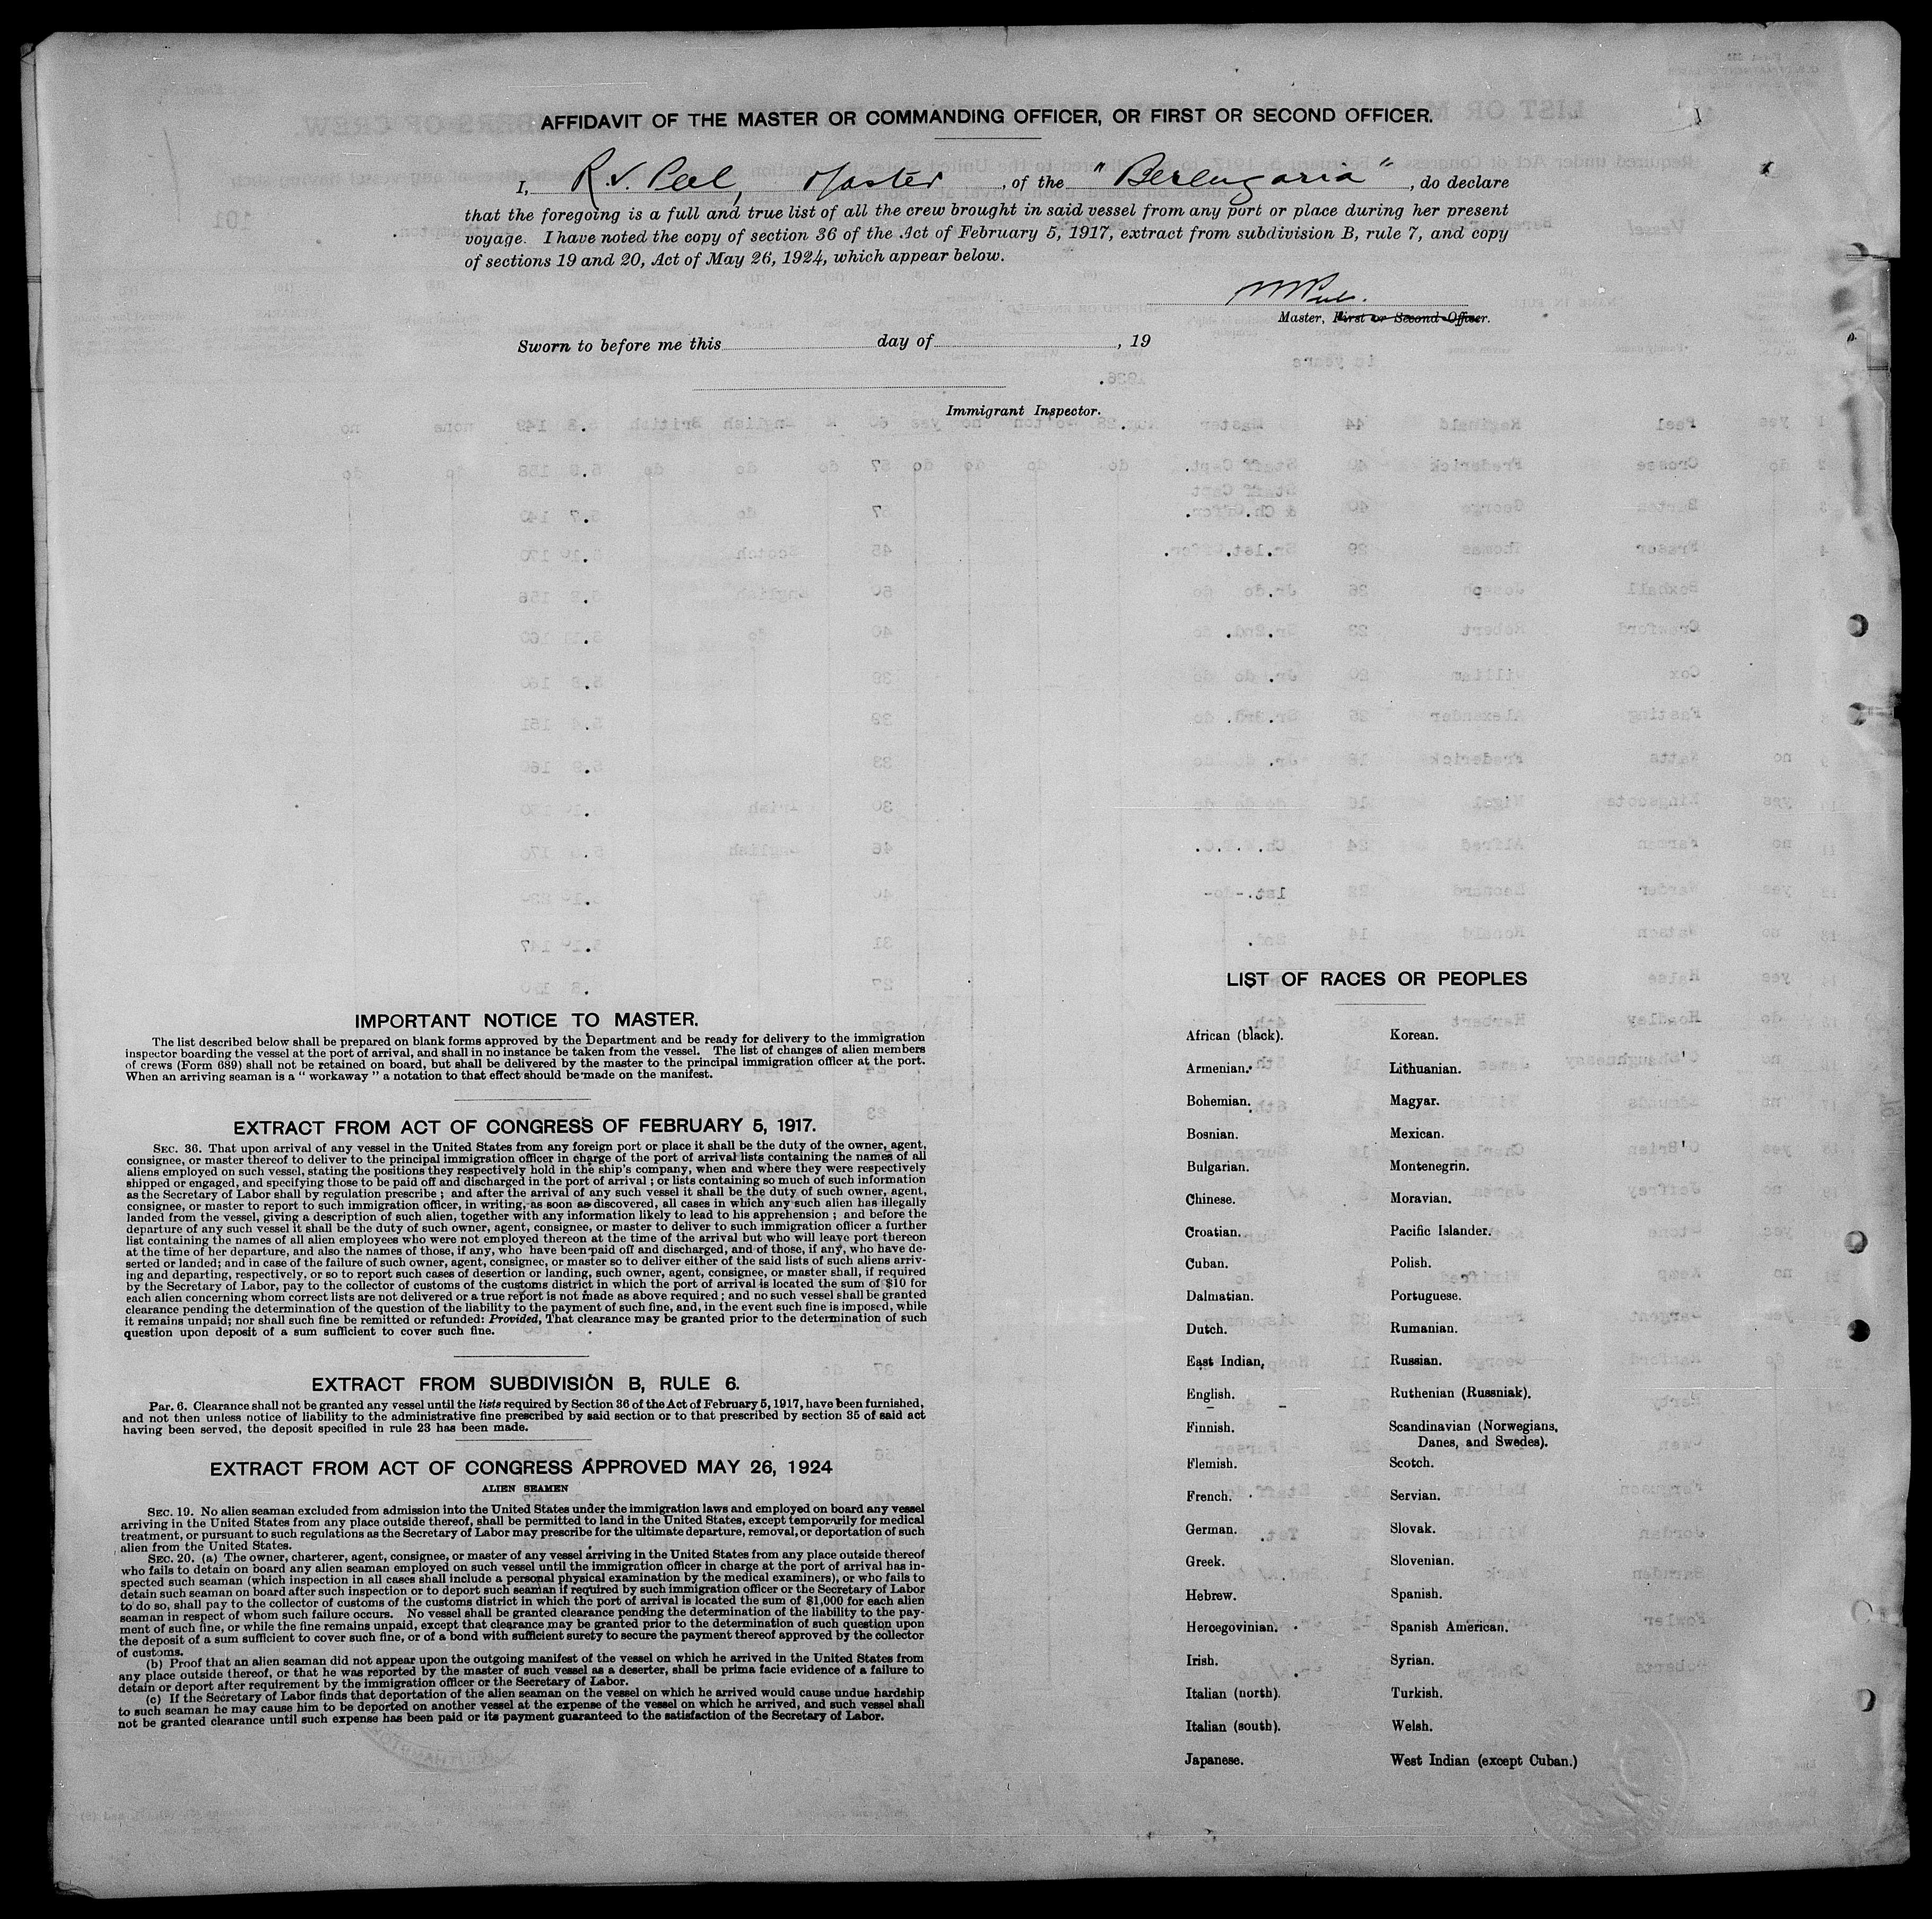 AFFIDAVIT OF THE MASTER OR COMMANDING OFFICER, OR FIRST OR SECOND OFFICER.
I, R. V. Peel, Master, of the "Berengaria", do declare
that the foregoing is a full and true list of all the crew brought in said vessel from any port or place during her present
voyage. I have noted the copy of section 36 of the Act of February 5, 1917, extract from subdivision B, rule 7, and copy
of sections 19 and 20, Act of May 26, 1924, which appear below.
Master, First or Second Officer.
Sworn to before me this day of , 19
Immigrant Inspector.
IMPORTANT NOTICE TO MASTER.
The list described below shall be prepared on blank forms approved by the Department and be ready for delivery to the immigration
inspector boarding the vessel at the port of arrival, and shall in no instance be taken from the vessel. The list of changes of alien members
of crews (Form 689) shall not be retained on board, but shall be delivered by the master to the principal immigration officer at the port.
When an arriving seaman is a " workaway " a notation to that effect should be made on the manifest.
EXTRACT FROM ACT OF CONGRESS OF FEBRUARY 5, 1917.
SEC. 36. That upon arrival of any vessel in the United States from any foreign port or place it shall be the duty of the owner, agent,
consignee, or master thereof to deliver to the principal immigration officer in charge of the port of arrival lists containing the names of all
aliens employed on such vessel, stating the positions they respectively hold in the ship's company, when and where they were respectively
shipped or engaged, and specifying those to be paid off and discharged in the port of arrival ; or lists containing so much of such information
as the Secretary of Labor shall by regulation prescribe ; and after the arrival of any such vessel it shall be the duty of such owner, agent,
consignee, or master to report to such immigration officer, in writing, as soon as discovered, all cases in which any such alien has illegally
landed from the vessel, giving a description of such alien, together with any information likely to lead to his apprehension ; and before the
departure of any such vessel it shall be the duty of such owner, agent, consignee, or master to deliver to such immigration officer a further
list containing the names of all alien employees who were not employed thereon at the time of the arrival but who will leave port thereon
at the time of her departure, and also the names of those, if any, who have been paid off and discharged, and of those, if any, who have de-
serted or landed; and in case of the failure of such owner, agent, consignee, or master so to deliver either of the said lists of such aliens arriv-
ing and departing, respectively, or so to report such cases of desertion or landing, such owner, agent, consignee, or master shall, if required
by the Secretary of Labor, pay to the collector of customs of the customs district in which the port of arrival is located the sum of $10 for
each alien concerning whom correct lists are not delivered or a true report is not made as above required ; and no such vessel shall be granted
clearance pending the determination of the question of the liability to the payment of such fine, and, in the event such fine is imposed, while
it remains unpaid; nor shall such fine be remitted or refunded: Provided, That clearance may be granted prior to the determination of such
question upon deposit of a sum sufficient to cover such fine.
EXTRACT FROM SUBDIVISION B, RULE 6.
Par. 6. Clearance shall not be granted any vessel until the lists required by Section 36 of the Act of February 5, 1917, have been furnished,
and not then unless notice of liability to the administrative fine prescribed by said section or to that prescribed by section 35 of said act
having been served, the deposit specified in rule 23 has been made.
EXTRACT FROM ACT OF CONGRESS APPROVED MAY 26, 1924
ALIEN SEAMEN
SEC. 19. No alien seaman excluded from admission into the United States under the immigration laws and employed on board any vessel
arriving in the United States from any place outside thereof, shall be permitted to land in the United States, except temporarily for medical
treatment, or pursuant to such regulations as the Secretary of Labor may prescribe for the ultimate departure, removal, or deportation of such
alien from the United States.
SEC. 20. (a) The owner, charterer, agent, consignee, or master of any vessel arriving in the United States from any place outside thereof
who fails to detain on board any alien seaman employed on such vessel until the immigration officer in charge at the port of arrival has in-
spected such seaman (which inspection in all cases shall include a personal physical examination by the medical examiners), or who fails to
detain such seaman on board after such inspection or to deport such seaman if required by such immigration officer or the Secretary of Labor
to do so, shall pay to the collector of customs of the customs district in which the port of arrival is located the sum of $1,000 for each alien
seaman in respect of whom such failure occurs. No vessel shall be granted clearance pending the determination of the liability to the pay-
ment of such fine, or while the fine remains unpaid, except that clearance may be granted prior to the determination of such question upon
the deposit of a sum sufficient to cover such fine, or of a bond with sufficient surety to secure the payment thereof approved by the collector
of customs.
(b) Proof that an alien seaman did not appear upon the outgoing manifest of the vessel on which he arrived in the United States from
any place outside thereof, or that he was reported by the master of such vessel as a deserter, shall be prima facie evidence of a failure to
detain or deport after requirement by the immigration officer or the Secretary of Labor.
(c) If the Secretary of Labor finds that deportation of the alien seaman on the vessel on which he arrived would cause undue hardship
to such seaman he may cause him to be deported on another vessel at the expense of the vessel on which he arrived, and such vessel shall
not be granted clearance until such expense has been paid or its payment guaranteed to the satisfaction of the Secretary of Labor.
LIST OF RACES OR PEOPLES
African (black).
Armenian.
Bohemian.
Bosnian.
Bulgarian.
Chinese.
Croatian.
Cuban.
Dalmatian.
Dutch.
East Indian,
English.
Finnish.
Flemish.
French.
German.
Greek.
Hebrew.
Hercegovinian.
Irish.
Italian (north).
Italian (south).
Japanese.
Korean.
Lithuanian.
Magyar.
Mexican.
Montenegrin.
Moravian.
Pacific Islander.
Polish.
Portuguese.
Rumanian.
Russian.
Ruthenian (Russniak).
Scandinavian (Norwegians,
Danes, and Swedes).
Scotch.
Servian.
Slovak.
Slovenian.
Spanish.
Spanish American.
Syrian.
Turkish.
Welsh.
West Indian (except Cuban.)